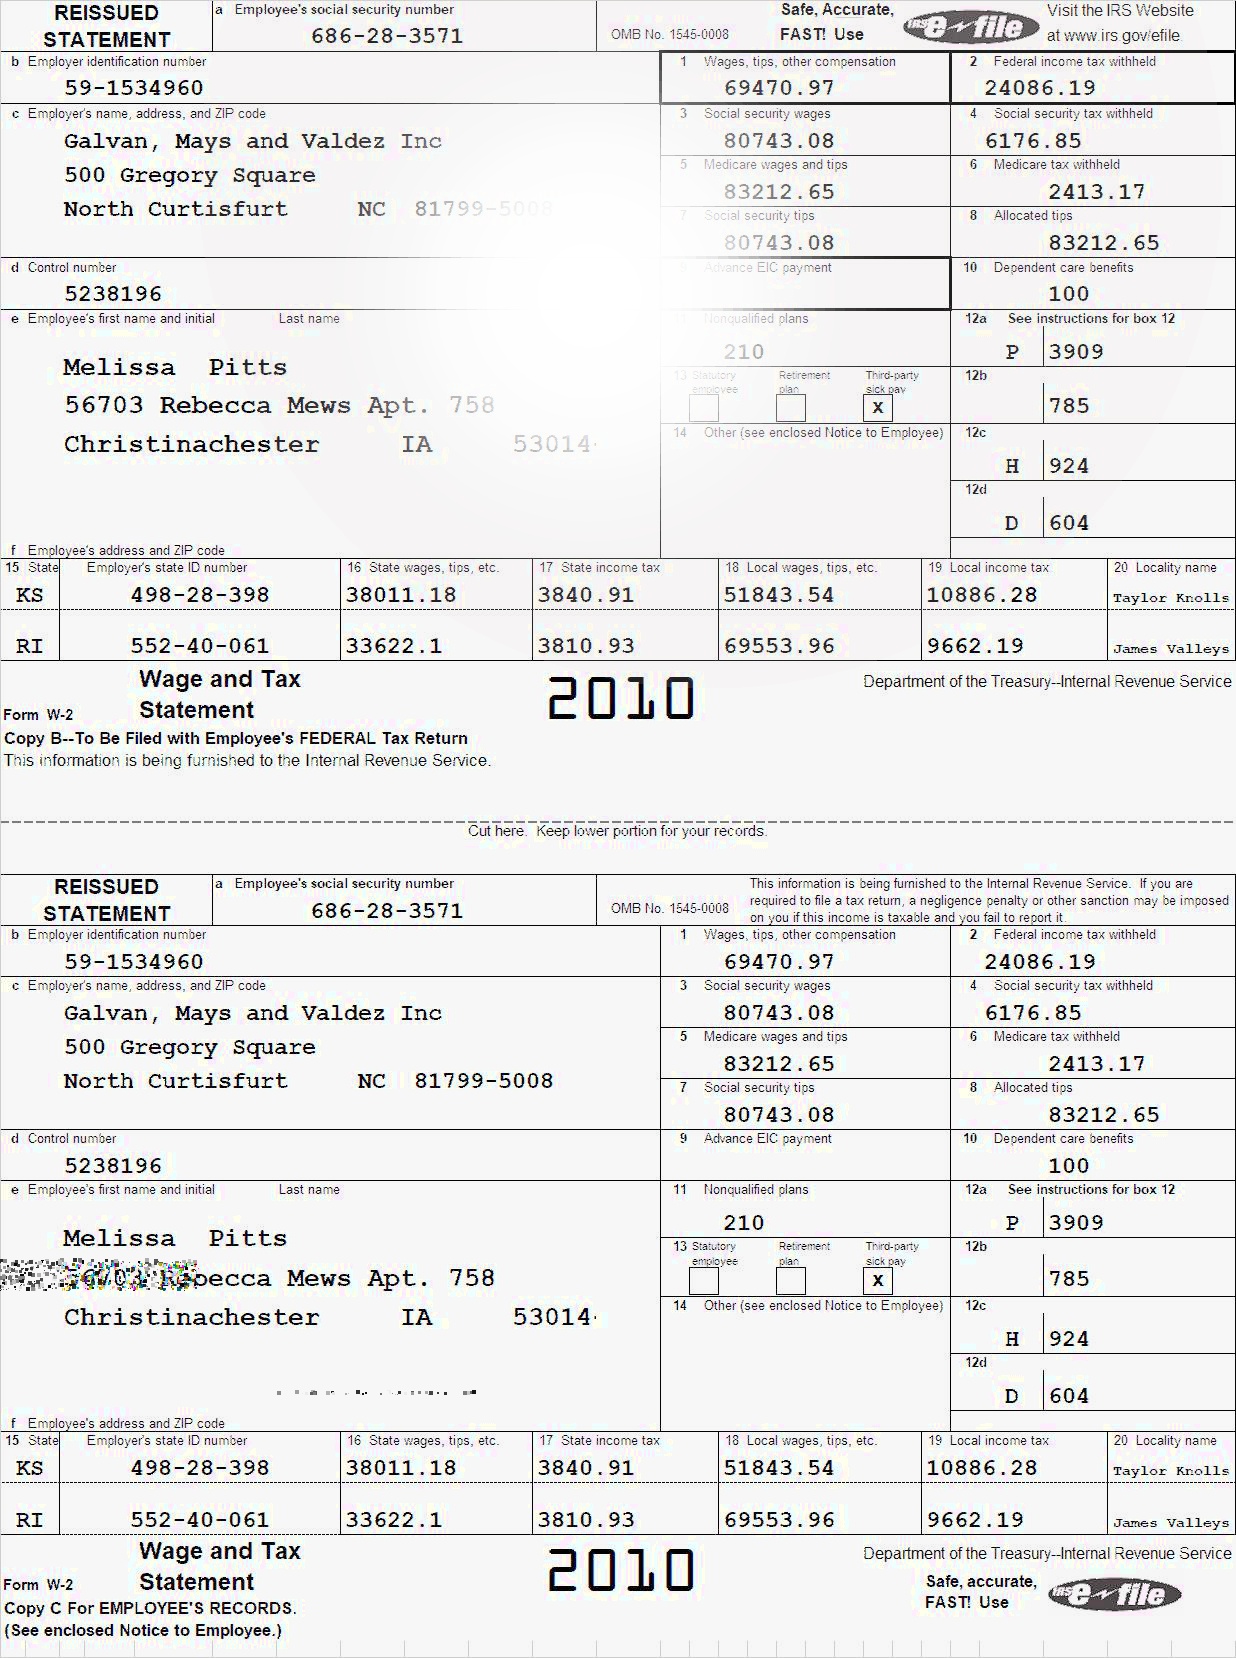 REISSUED STATEMENT
a Employee's social security number
686-28-3571
OMB No. 1545-0008
Safe, Accurate, FAST! Use
IRS e-file
Visit the IRS Website at www.irs.gov/efile
b Employer identification number
59-1534960
1 Wages, tips, other compensation
69470.97
2 Federal income tax withheld
24086.19
c Employer's name, address, and ZIP code
Galvan, Mays and Valdez Inc
500 Gregory Square
North Curtisfurt NC 81799-5008
3 Social security wages
80743.08
4 Social security tax withheld
6176.85
5 Medicare wages and tips
83212.65
6 Medicare tax withheld
2413.17
7 Social security tips
80743.08
8 Allocated tips
83212.65
d Control number
5238196
Advance EIC payment
10 Dependent care benefits
100
e Employee's first name and initial Last name
Melissa Pitts
56703 Rebecca Mews Apt. 758
Christinachester IA 53014-
Nonqualified plans
210
12a See instructions for box 12
P 3909
13 Statutory employee
Retirement plan
Third-party sick pay
X
12b
785
14 Other (see enclosed Notice to Employee)
12c
H 924
12d
D 604
f Employee's address and ZIP code
15 State Employer's state ID number 16 State wages, tips, etc. 17 State income tax 18 Local wages, tips, etc. 19 Local income tax 20 Locality name
KS 498-28-398 38011.18 3840.91 51843.54 10886.28 Taylor Knolls
RI 552-40-061 33622.1 3810.93 69553.96 9662.19 James Valleys
Form W-2 Wage and Tax Statement
2010
Department of the Treasury--Internal Revenue Service
Copy B--To Be Filed with Employee's FEDERAL Tax Return
This information is being furnished to the Internal Revenue Service.
Cut here. Keep lower portion for your records.
REISSUED STATEMENT
a Employee's social security number
686-28-3571
OMB No. 1545-0008
This information is being furnished to the Internal Revenue Service. If you are
required to file a tax return, a negligence penalty or other sanction may be imposed
on you if this income is taxable and you fail to report it.
b Employer identification number
59-1534960
1 Wages, tips, other compensation
69470.97
2 Federal income tax withheld
24086.19
c Employer's name, address, and ZIP code
Galvan, Mays and Valdez Inc
500 Gregory Square
North Curtisfurt NC 81799-5008
3 Social security wages
80743.08
4 Social security tax withheld
6176.85
5 Medicare wages and tips
83212.65
6 Medicare tax withheld
2413.17
7 Social security tips
80743.08
8 Allocated tips
83212.65
d Control number
5238196
9 Advance EIC payment
10 Dependent care benefits
100
e Employee's first name and initial Last name
Melissa Pitts
56703 Rebecca Mews Apt. 758
Christinachester IA 53014-
11 Nonqualified plans
210
12a See instructions for box 12
P 3909
13 Statutory employee
Retirement plan
Third-party sick pay
X
12b
785
14 Other (see enclosed Notice to Employee)
12c
H 924
12d
D 604
f Employee's address and ZIP code
15 State Employer's state ID number 16 State wages, tips, etc. 17 State income tax 18 Local wages, tips, etc. 19 Local income tax 20 Locality name
KS 498-28-398 38011.18 3840.91 51843.54 10886.28 Taylor Knolls
RI 552-40-061 33622.1 3810.93 69553.96 9662.19 James Valleys
Form W-2 Wage and Tax Statement
2010
Department of the Treasury--Internal Revenue Service
Safe, accurate, FAST! Use
IRS e-file
Copy C For EMPLOYEE'S RECORDS.
(See enclosed Notice to Employee.)